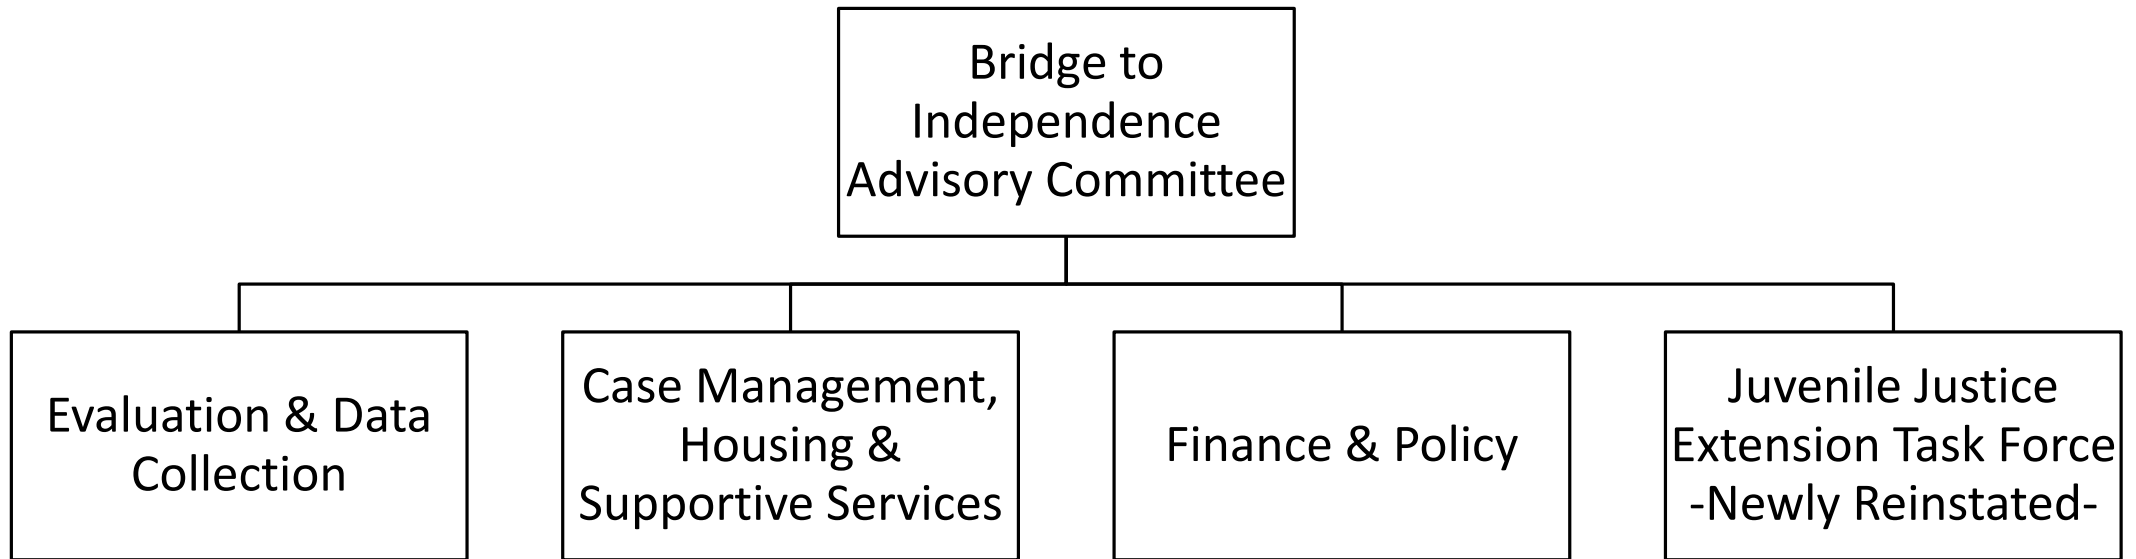 Bridge to
Independence
Advisory Committee
Evaluation & Data
Collection
Case Management,
Housing &
Supportive Services
Finance & Policy
Juvenile Justice
Extension Task Force
-Newly Reinstated-